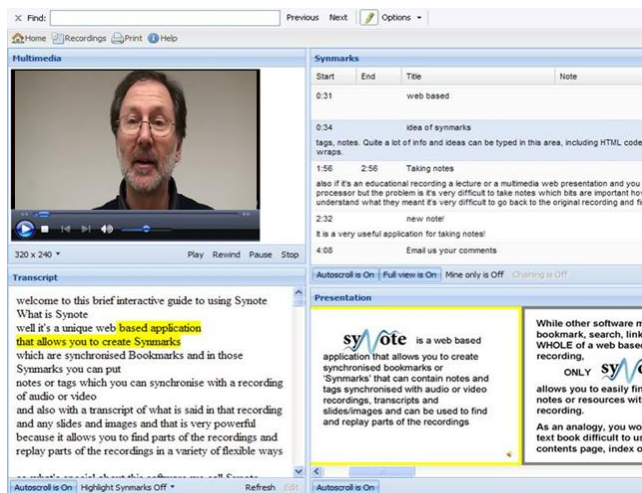 X Find: Previous Next Options
Home Recordings Print Help
Multimedia
320 x 240 Play Rewind Pause Stop
Synmarks
Start End Title Note
0:31 web based
0:34 idea of synmarks
tags, notes. Quite a lot of info and ideas can be typed in this area, including HTML code
wraps.
1:56 2:56 Taking notes
also if it's an educational recording a lecture or a multimedia web presentation and you
processor but the problem is it's very difficult to take notes which bits are important
understand what they meant it's very difficult to go back to the original recording and
2:32 new note!
It is a very useful application for taking notes!
4:08 Email us your comments
Autoscroll is On Full view is On Mine only is Off Chaining is Off
Transcript
welcome to this brief interactive guide to using Synote
What is Synote
well it's a unique web based application
that allows you to create Synmarks
which are synchronised Bookmarks and in those
Synmarks you can put
notes or tags which you can synchronise with a recording
of audio or video
and also with a transcript of what is said in that recording
and any slides and images and that is very powerful
because it allows you to find parts of the recordings and
replay parts of the recordings in a variety of flexible ways
so what's special about this software we call Synote
Autoscroll is On Highlight Synmarks Off Refresh Edit
Presentation
syNote is a web based
application that allows you to create
synchronised bookmarks or
'Synmarks' that can contain notes and
tags synchronised with audio or video
recordings, transcripts and
slides/images and can be used to find
and replay parts of the recordings
While other software
bookmark, search, link
WHOLE of a web based
recording,
ONLY
allows you to easily
notes or resources
recording.
As an analogy, you
text book difficult to
contents page, index
Autoscroll is On